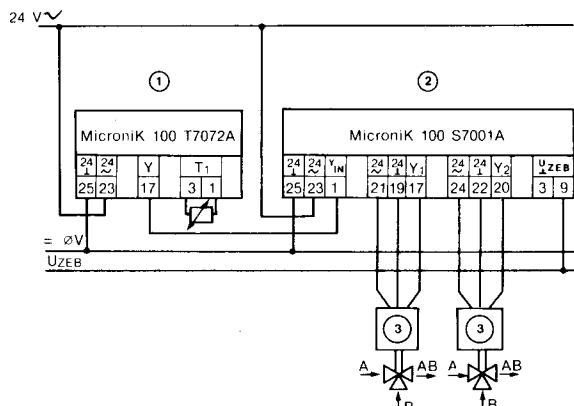 24 V~
1
2
MicroniK 100 T7072A
MicroniK 100 S7001A
24⊥ 24~ Y T1
25 23 17 3 1
24⊥ 24~ YIN 24~ 24⊥ Y1 24~ 24⊥ Y2 ⊥ UZEB
25 23 1 21 19 17 24 22 20 3 9
= ØV
UZEB
3
3
A AB A AB
B B